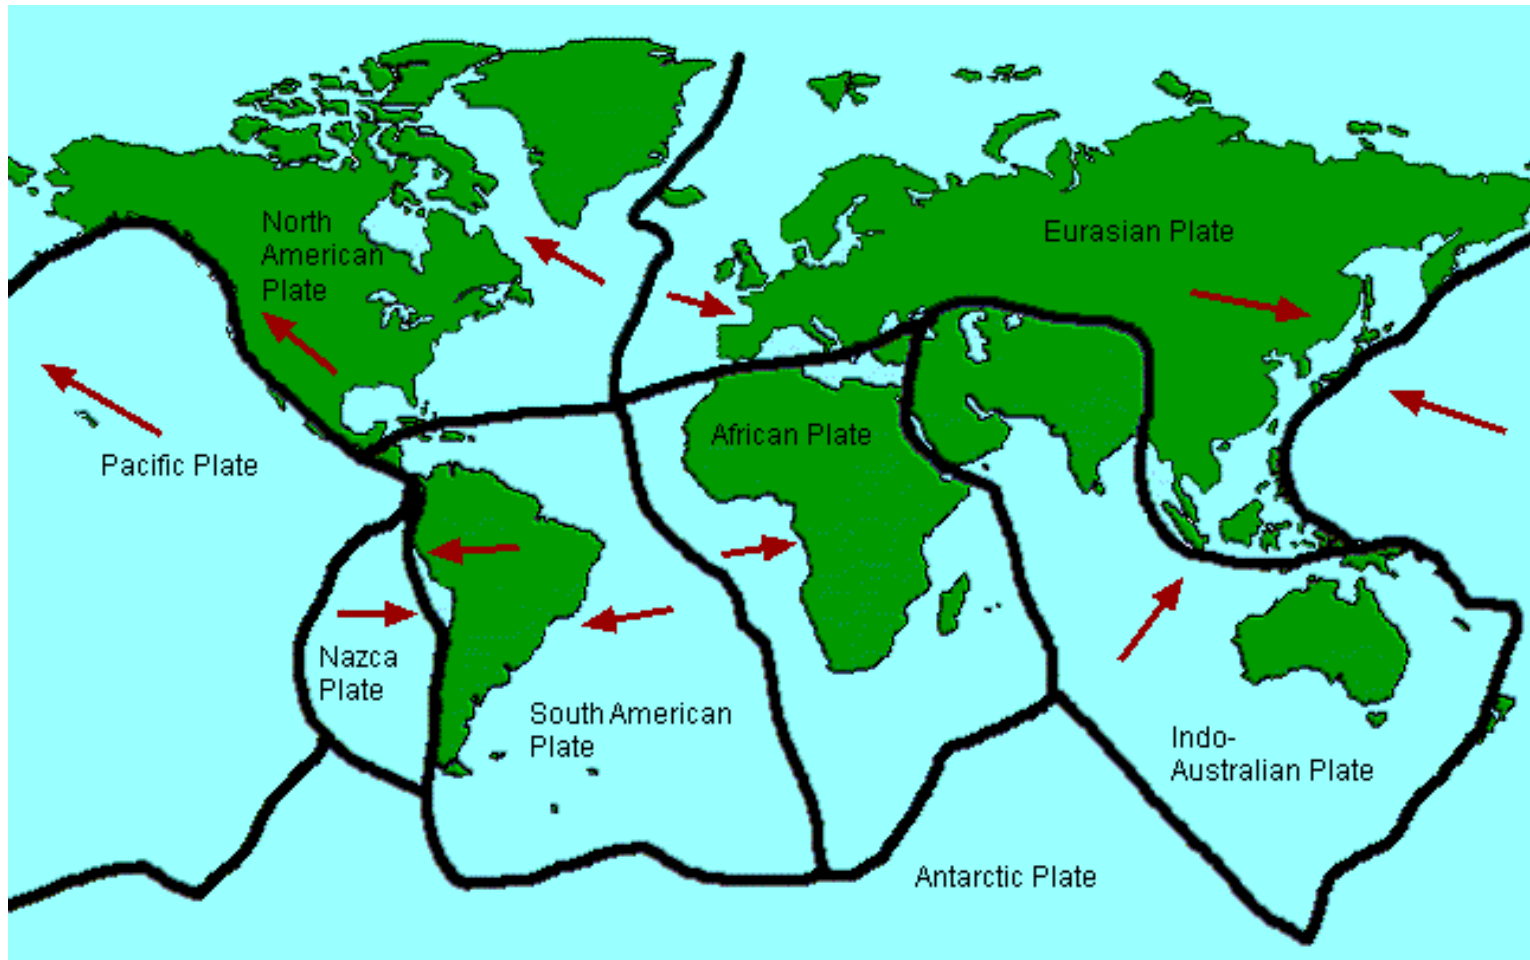 North
American
Plate
Eurasian Plate
African Plate
Pacific Plate
Nazca
Plate
South American
Plate
Indo-
Australian Plate
Antarctic Plate